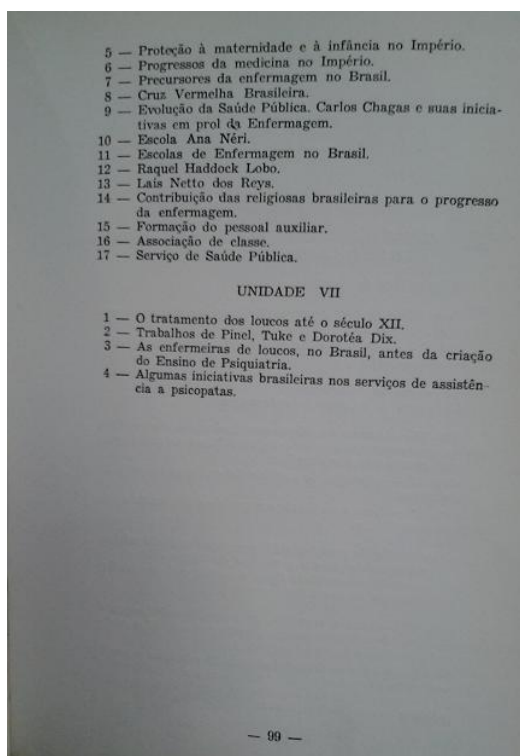 5 — Proteção à maternidade e à infância no Império.
6 — Progressos da medicina no Império.
7 — Precursores da enfermagem no Brasil.
8 — Cruz Vermelha Brasileira.
9 — Evolução da Saúde Pública. Carlos Chagas e suas inicia-
tivas em prol da Enfermagem.
10 — Escola Ana Néri.
11 — Escolas de Enfermagem no Brasil.
12 — Raquel Haddock Lobo.
13 — Lais Netto dos Reys.
14 — Contribuição das religiosas brasileiras para o progresso
da enfermagem.
15 — Formação do pessoal auxiliar.
16 — Associação de classe.
17 — Serviço de Saúde Pública.
UNIDADE VII
1 — O tratamento dos loucos até o século XII.
2 — Trabalhos de Pinel, Tuke e Dorotéa Dix.
3 — As enfermeiras de loucos, no Brasil, antes da criação
do Ensino de Psiquiatria.
4 — Algumas iniciativas brasileiras nos serviços de assistên-
cia a psicopatas.
— 99 —